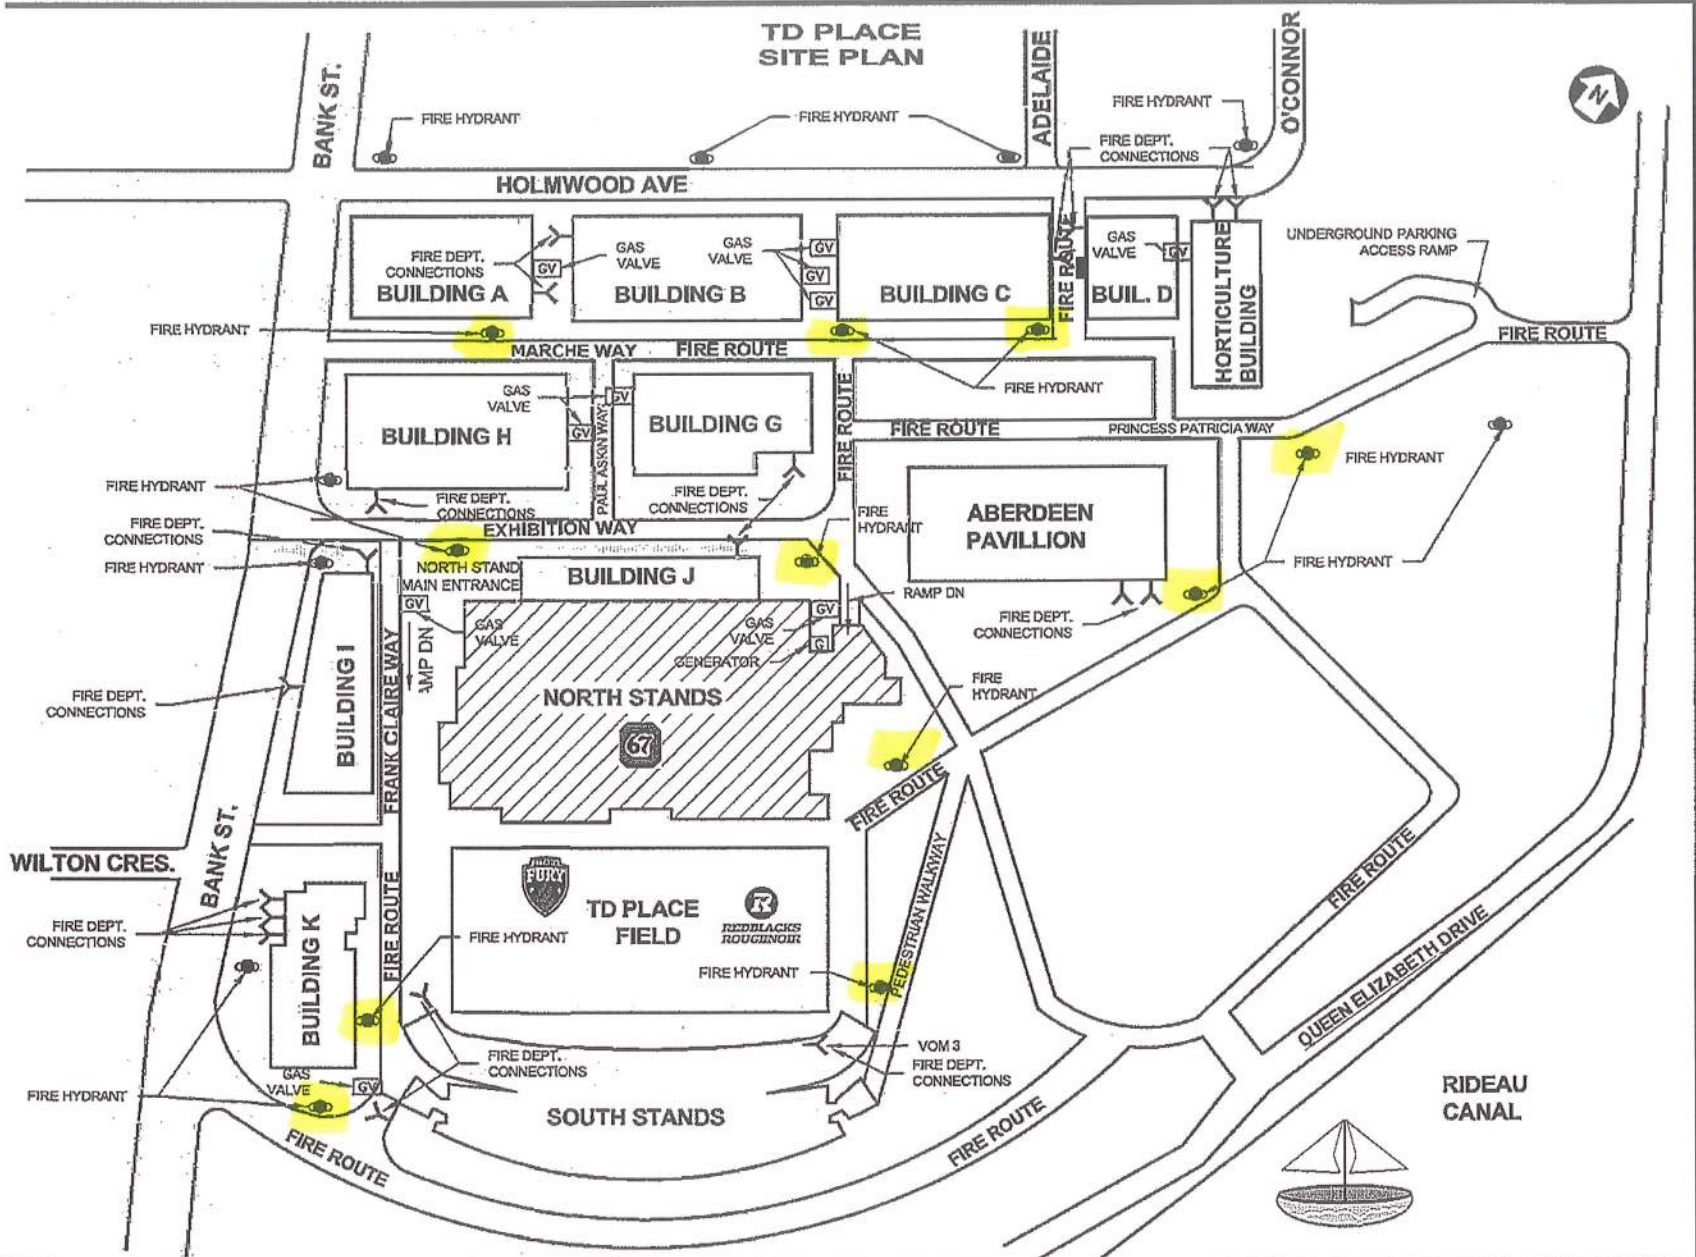 TD PLACE
SITE PLAN
BANK ST.
ADELAIDE
O'CONNOR
N
FIRE HYDRANT
FIRE HYDRANT
FIRE HYDRANT
FIRE DEPT.
CONNECTIONS
HOLMWOOD AVE
FIRE DEPT.
CONNECTIONS
BUILDING A
GV
GAS
VALVE
BUILDING B
GAS
VALVE
GV
GV
GV
BUILDING C
FIRE ROUTE
GAS
VALVE
GV
BUIL. D
HORTICULTURE
BUILDING
UNDERGROUND PARKING
ACCESS RAMP
FIRE ROUTE
FIRE HYDRANT
MARCHE WAY
FIRE ROUTE
FIRE HYDRANT
GAS
VALVE
GV
GV
BUILDING H
PAUL ASKIN WAY
BUILDING G
FIRE ROUTE
FIRE ROUTE
PRINCESS PATRICIA WAY
FIRE HYDRANT
FIRE HYDRANT
FIRE DEPT.
CONNECTIONS
FIRE DEPT.
CONNECTIONS
FIRE DEPT.
CONNECTIONS
EXHIBITION WAY
FIRE
HYDRANT
ABERDEEN
PAVILLION
FIRE HYDRANT
FIRE HYDRANT
NORTH STAND
MAIN ENTRANCE
BUILDING J
RAMP DN
GV
GAS
VALVE
AMP DN
GAS
VALVE
GV
GENERATOR
G
FIRE DEPT.
CONNECTIONS
FIRE DEPT.
CONNECTIONS
BUILDING I
FRANK CLAIRE WAY
NORTH STANDS
67
FIRE
HYDRANT
FIRE ROUTE
WILTON CRES.
BANK ST.
FIRE ROUTE
FURY
TD PLACE
FIELD
R
REDBLACKS
ROUGENOIR
PEDESTRIAN WALKWAY
FIRE ROUTE
FIRE DEPT.
CONNECTIONS
BUILDING K
FIRE HYDRANT
FIRE HYDRANT
QUEEN ELIZABETH DRIVE
FIRE DEPT.
CONNECTIONS
VOM 3
FIRE DEPT.
CONNECTIONS
GAS
VALVE
GV
FIRE HYDRANT
SOUTH STANDS
FIRE ROUTE
FIRE ROUTE
RIDEAU
CANAL